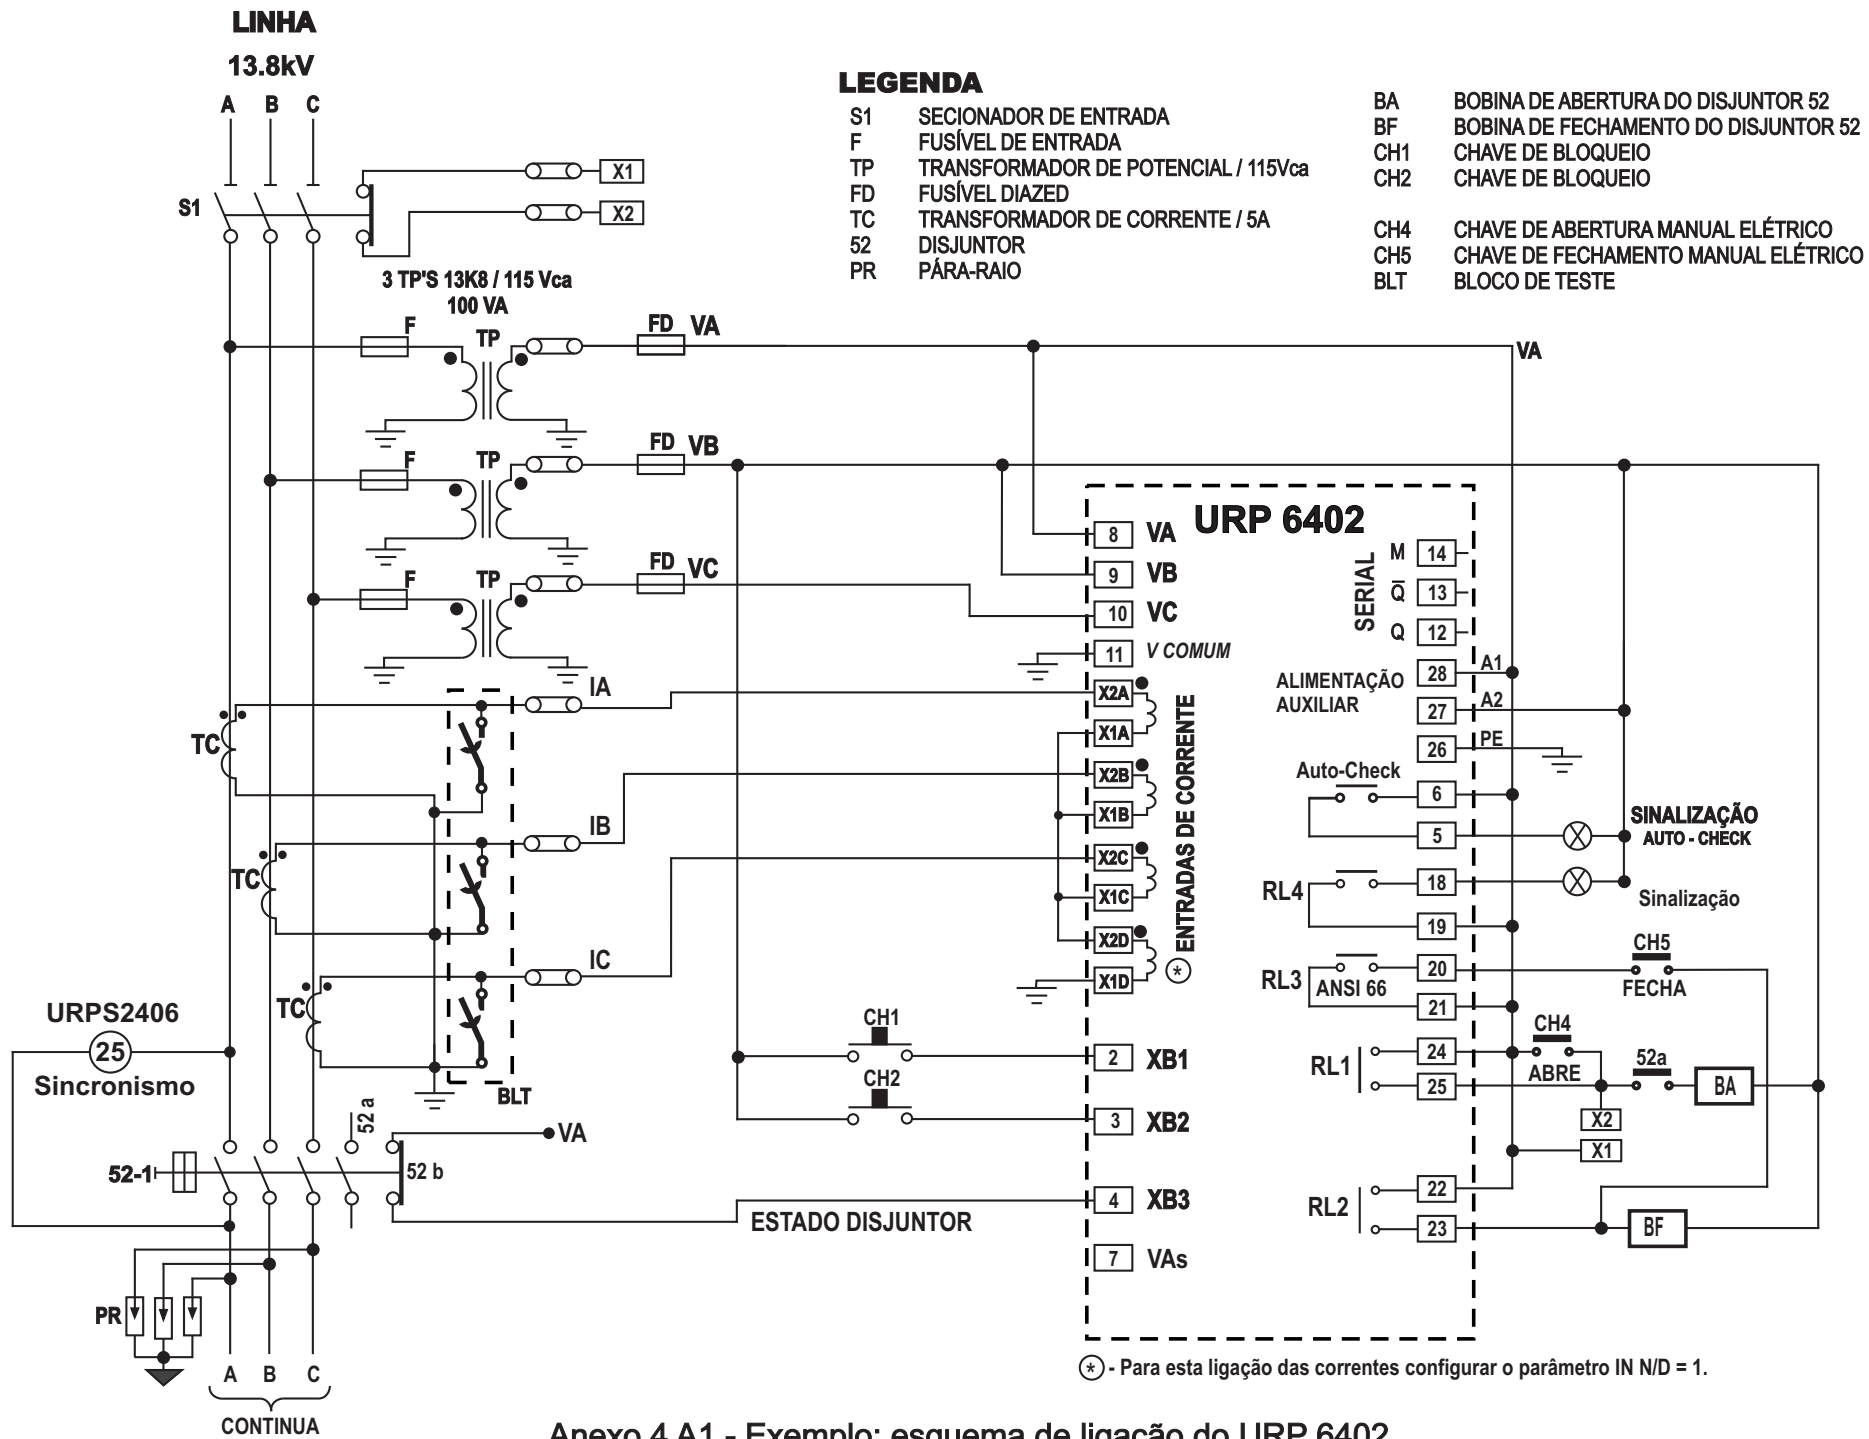 LINHA
13.8kV
A B C
S1
X1
X2
LEGENDA
S1 SECIONADOR DE ENTRADA
F FUSÍVEL DE ENTRADA
TP TRANSFORMADOR DE POTENCIAL / 115Vca
FD FUSÍVEL DIAZED
TC TRANSFORMADOR DE CORRENTE / 5A
52 DISJUNTOR
PR PÁRA-RAIO
BA BOBINA DE ABERTURA DO DISJUNTOR 52
BF BOBINA DE FECHAMENTO DO DISJUNTOR 52
CH1 CHAVE DE BLOQUEIO
CH2 CHAVE DE BLOQUEIO
CH4 CHAVE DE ABERTURA MANUAL ELÉTRICO
CH5 CHAVE DE FECHAMENTO MANUAL ELÉTRICO
BLT BLOCO DE TESTE
3 TP'S 13K8 / 115 Vca
100 VA
F TP FD VA
VA
F TP FD VB
F TP FD VC
TC IA
TC IB
TC IC
BLT
URPS2406
25
Sincronismo
52 a
VA
52-1
52 b
ESTADO DISJUNTOR
PR
A B C
CONTINUA
CH1
CH2
URP 6402
8 VA
9 VB
10 VC
11 V COMUM
X2A
X1A
X2B
X1B
X2C
X1C
X2D
X1D
ENTRADAS DE CORRENTE
*
2 XB1
3 XB2
4 XB3
7 VAs
SERIAL
M 14
Q̅ 13
Q 12
ALIMENTAÇÃO
AUXILIAR
28 A1
27 A2
26 PE
Auto-Check
6
5
SINALIZAÇÃO
AUTO - CHECK
RL4
18
19
Sinalização
RL3
ANSI 66
20
21
CH5
FECHA
RL1
24
25
CH4
ABRE
52a
BA
X2
X1
RL2
22
23
BF
* - Para esta ligação das correntes configurar o parâmetro IN N/D = 1.
Anexo 4 A1 - Exemplo: esquema de ligação do URP 6402